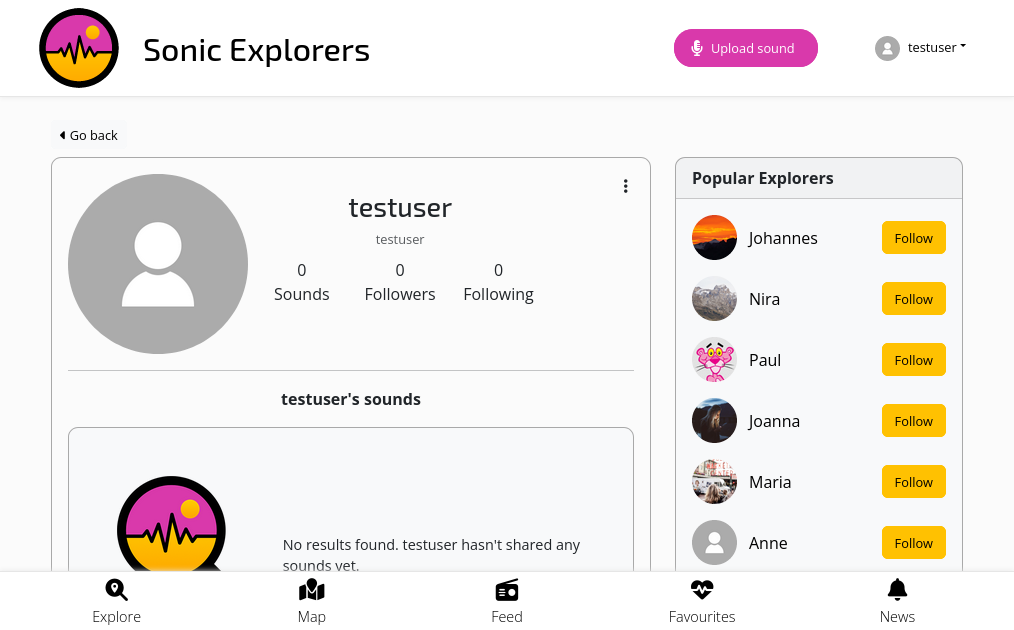 Sonic Explorers
Upload sound
testuser
Go back
testuser
testuser
0
Sounds
0
Followers
0
Following
testuser's sounds
No results found. testuser hasn't shared any
sounds yet.
Popular Explorers
Johannes
Follow
Nira
Follow
Paul
Follow
Joanna
Follow
Maria
Follow
Anne
Follow
Explore
Map
Feed
Favourites
News